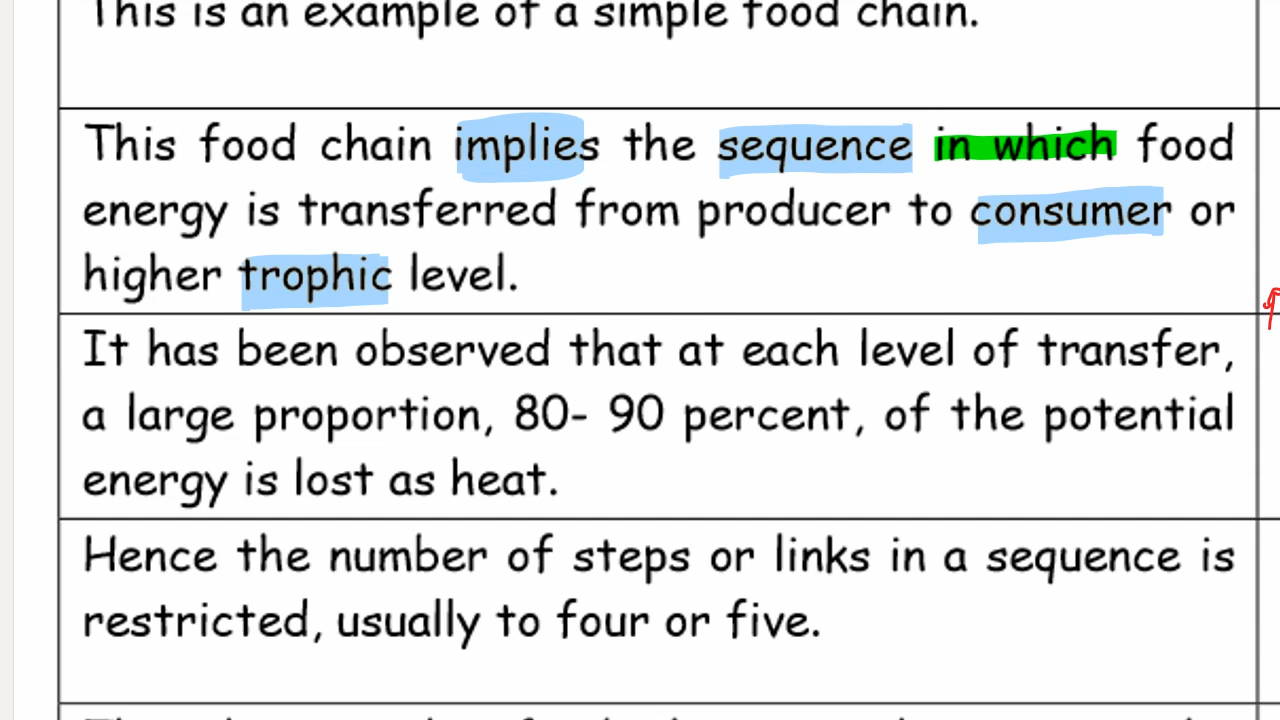 This is an example of a simple food chain.
This food chain implies the sequence in which food
energy is transferred from producer to consumer or
higher trophic level.
It has been observed that at each level of transfer,
a large proportion, 80- 90 percent, of the potential
energy is lost as heat.
Hence the number of steps or links in a sequence is
restricted, usually to four or five.